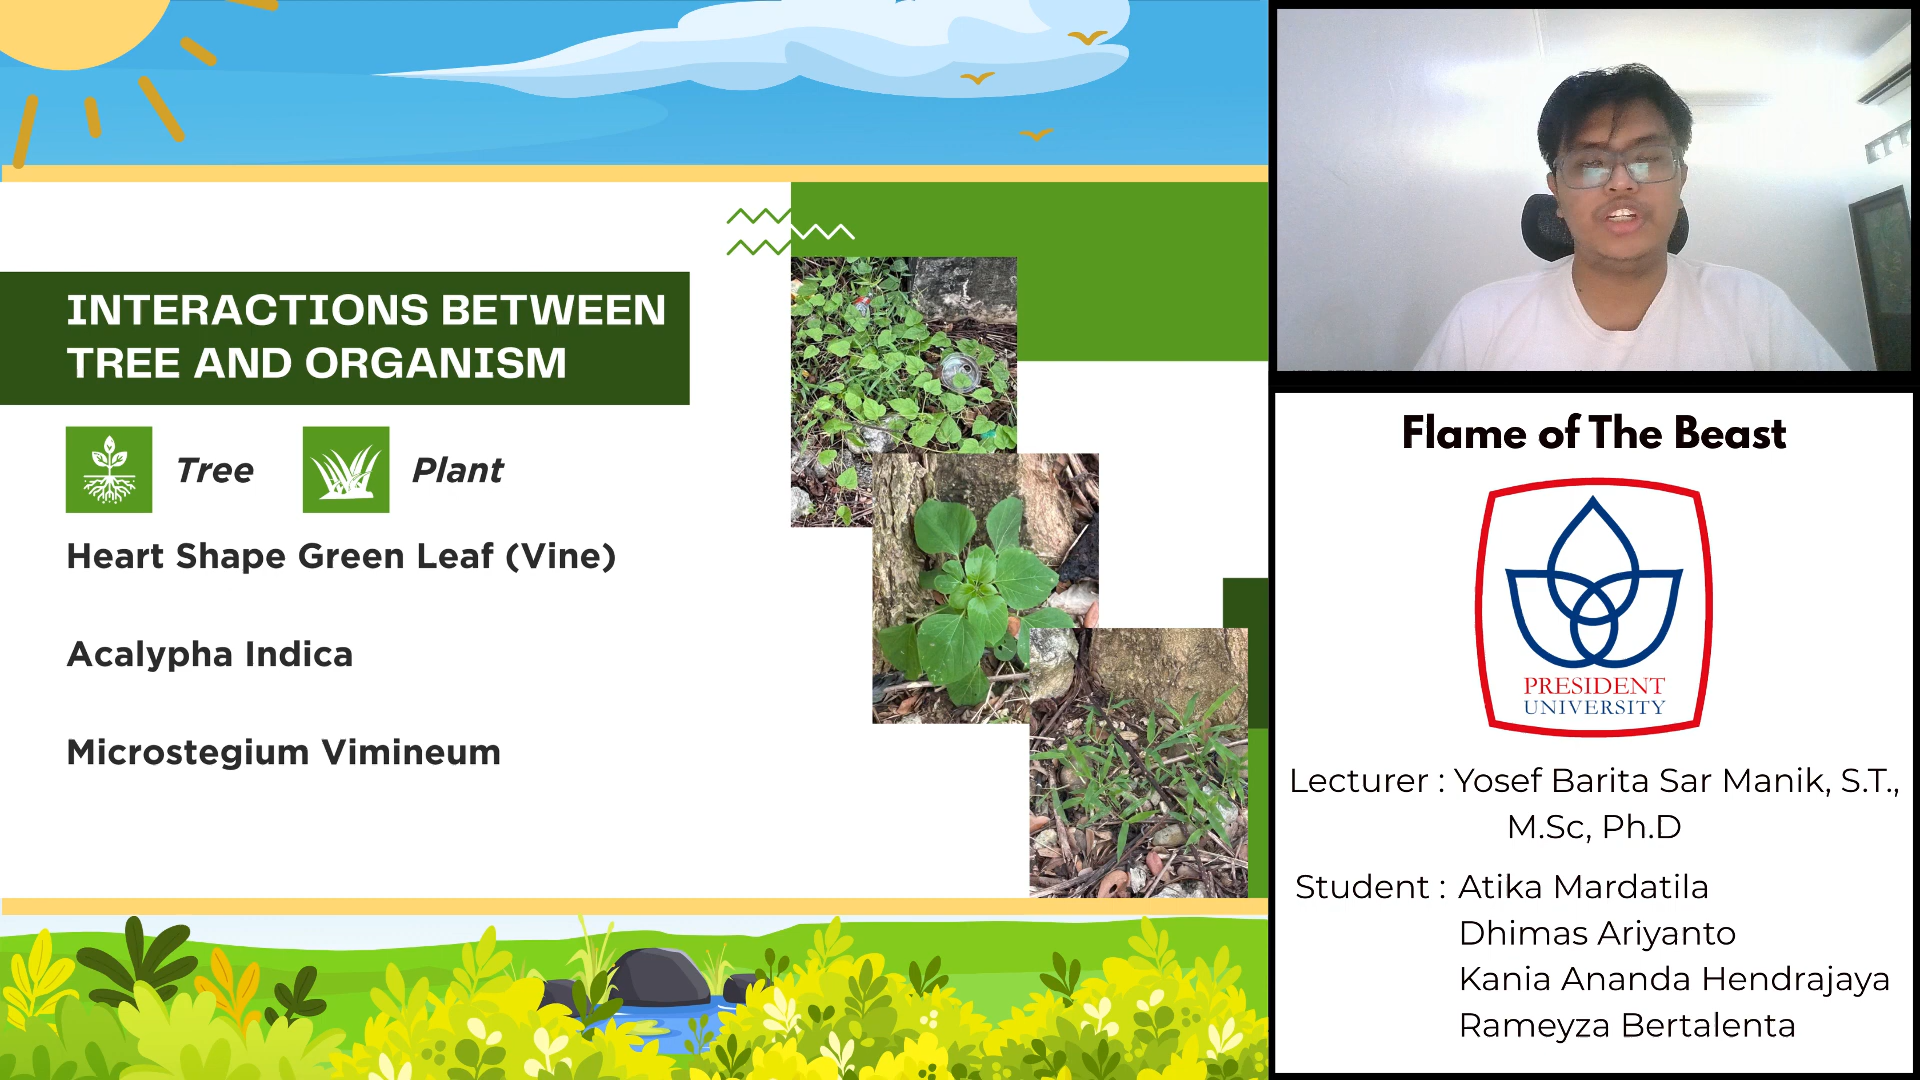 INTERACTIONS BETWEEN
TREE AND ORGANISM
Tree
Plant
Heart Shape Green Leaf (Vine)
Acalypha Indica
Microstegium Vimineum
Flame of The Beast
PRESIDENT
UNIVERSITY
Lecturer : Yosef Barita Sar Manik, S.T.,
M.Sc, Ph.D
Student : Atika Mardatila
Dhimas Ariyanto
Kania Ananda Hendrajaya
Rameyza Bertalenta